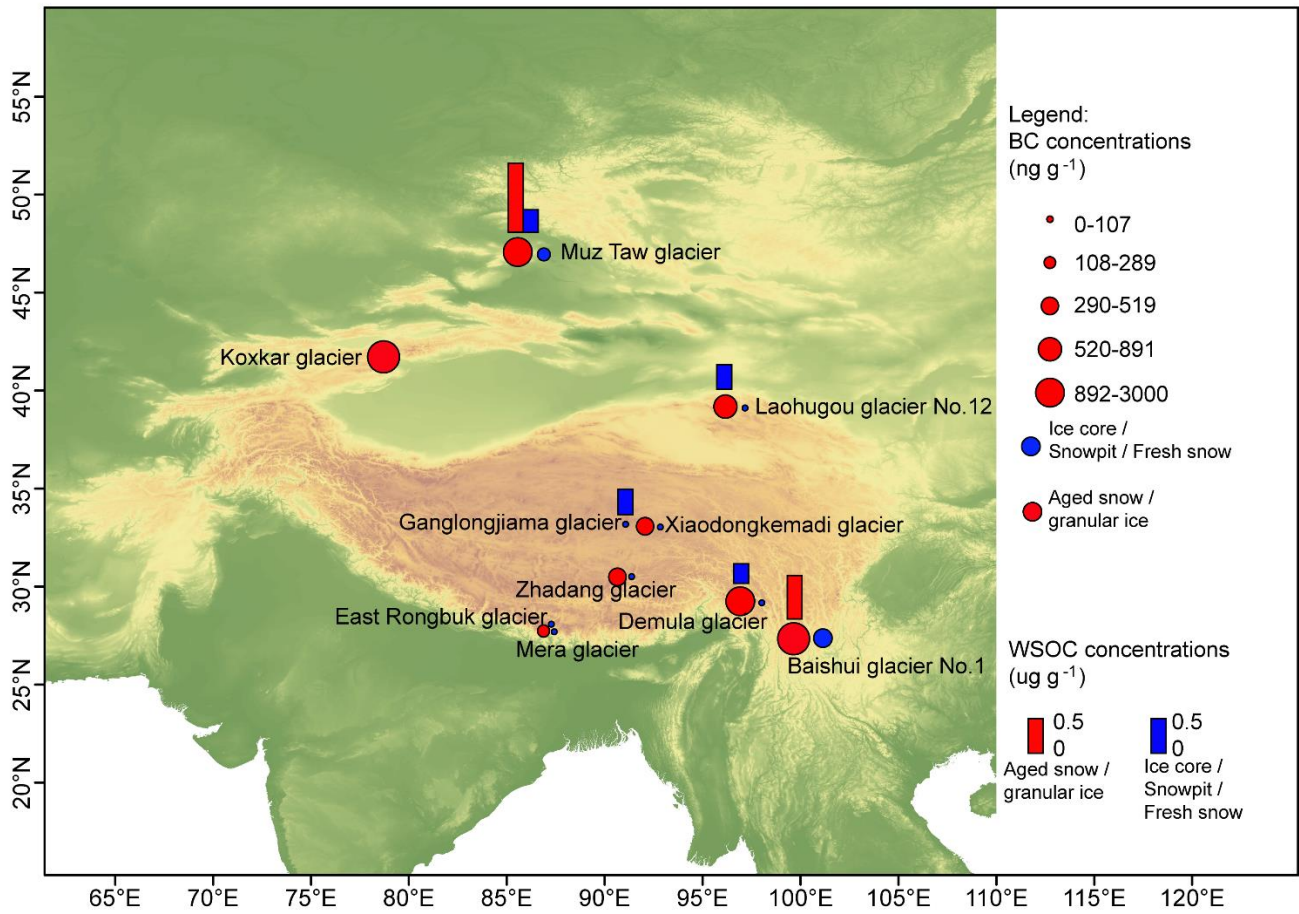 55°N
50°N
45°N
40°N
35°N
30°N
25°N
20°N
Muz Taw glacier
Koxkar glacier
Laohugou glacier No.12
Ganglongjiama glacier
Xiaodongkemadi glacier
Zhadang glacier
East Rongbuk glacier
Demula glacier
Mera glacier
Baishui glacier No.1
Legend:
BC concentrations
(ng g⁻¹)
0-107
108-289
290-519
520-891
892-3000
Ice core /
Snowpit / Fresh snow
Aged snow /
granular ice
WSOC concentrations
(ug g⁻¹)
0.5
0
Aged snow /
granular ice
0.5
0
Ice core /
Snowpit /
Fresh snow
65°E 70°E 75°E 80°E 85°E 90°E 95°E 100°E 105°E 110°E 115°E 120°E